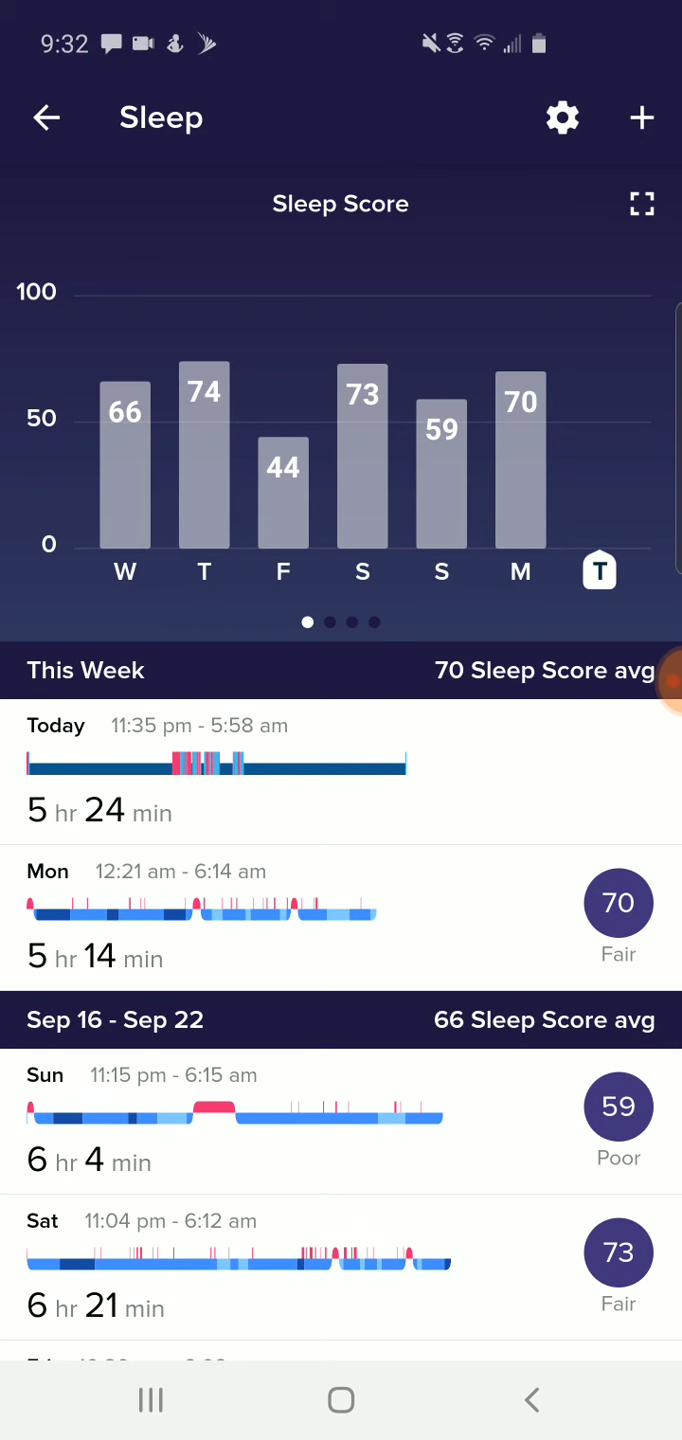 9:32
Sleep
Sleep Score
100
50
0
66 74 44 73 59 70
W T F S S M T
This Week 70 Sleep Score avg
Today 11:35 pm - 5:58 am
5 hr 24 min
Mon 12:21 am - 6:14 am
70
Fair
5 hr 14 min
Sep 16 - Sep 22 66 Sleep Score avg
Sun 11:15 pm - 6:15 am
59
Poor
6 hr 4 min
Sat 11:04 pm - 6:12 am
73
Fair
6 hr 21 min